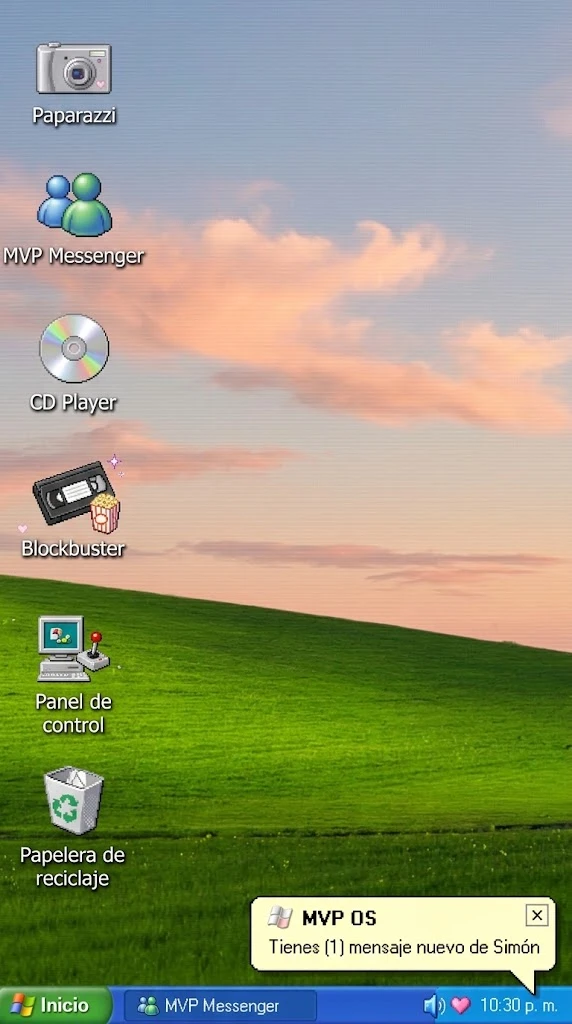 Paparazzi
MVP Messenger
CD Player
Blockbuster
Panel de
control
Papelera de
reciclaje
MVP OS
Tienes (1) mensaje nuevo de Simón
Inicio
MVP Messenger
10:30 p. m.